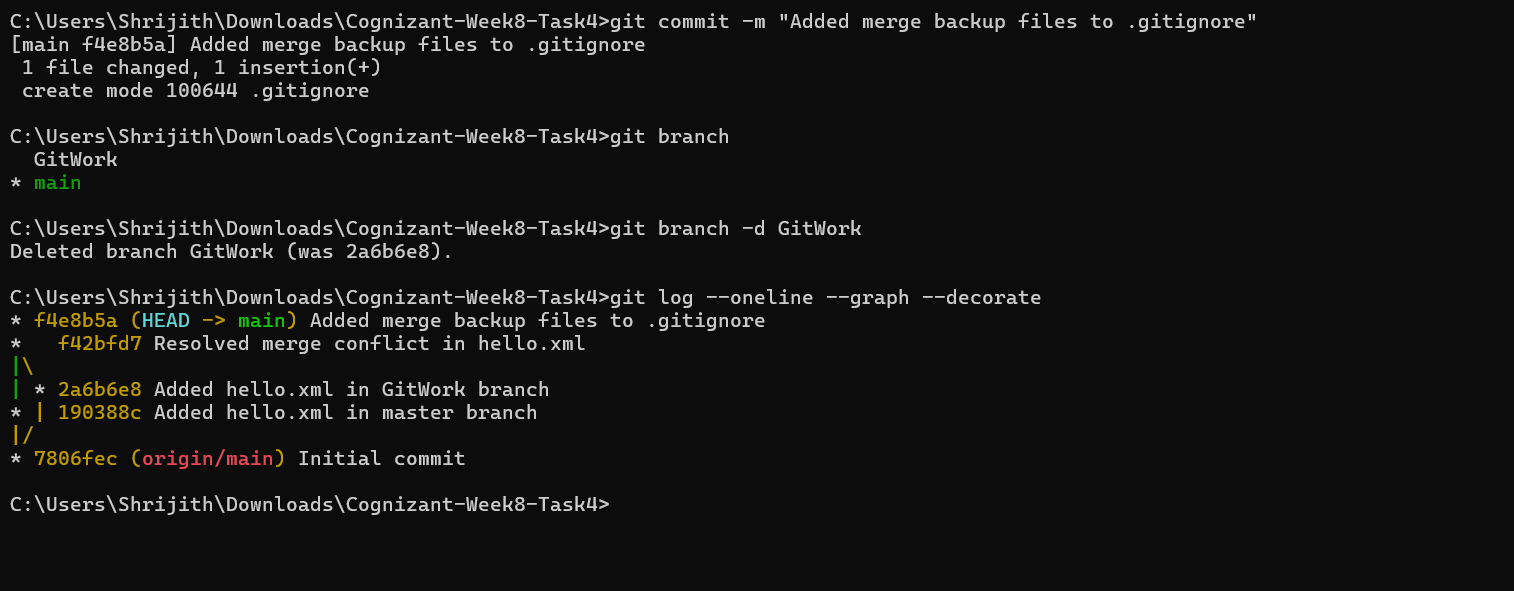 C:\Users\Shrijith\Downloads\Cognizant-Week8-Task4>git commit -m "Added merge backup files to .gitignore"
[main f4e8b5a] Added merge backup files to .gitignore
 1 file changed, 1 insertion(+)
 create mode 100644 .gitignore

C:\Users\Shrijith\Downloads\Cognizant-Week8-Task4>git branch
  GitWork
* main

C:\Users\Shrijith\Downloads\Cognizant-Week8-Task4>git branch -d GitWork
Deleted branch GitWork (was 2a6b6e8).

C:\Users\Shrijith\Downloads\Cognizant-Week8-Task4>git log --oneline --graph --decorate
* f4e8b5a (HEAD -> main) Added merge backup files to .gitignore
*   f42bfd7 Resolved merge conflict in hello.xml
|\
| * 2a6b6e8 Added hello.xml in GitWork branch
* | 190388c Added hello.xml in master branch
|/
* 7806fec (origin/main) Initial commit

C:\Users\Shrijith\Downloads\Cognizant-Week8-Task4>